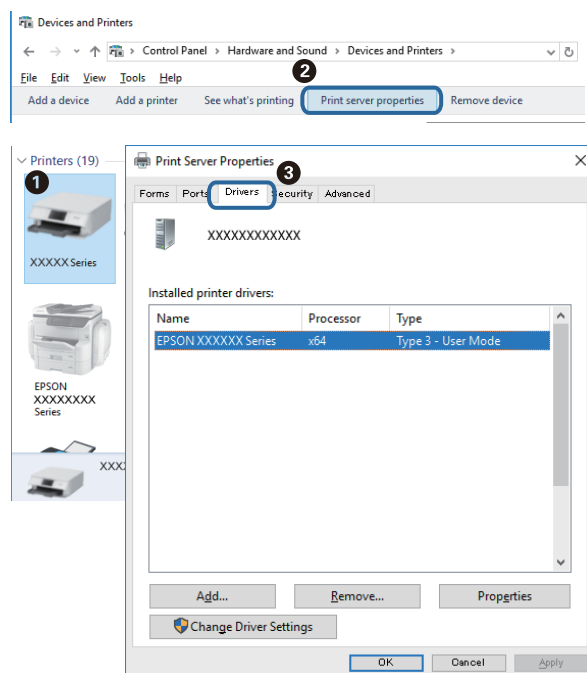 Devices and Printers
Control Panel > Hardware and Sound > Devices and Printers >
File Edit View Tools Help
2
Add a device Add a printer See what's printing Print server properties Remove device
Printers (19)
1
XXXXX Series
EPSON
XXXXXXXX
Series
XXX
Print Server Properties
3
Forms Ports Drivers Security Advanced
XXXXXXXXXXXX
Installed printer drivers:
Name Processor Type
EPSON XXXXXX Series x64 Type 3 - User Mode
Add... Remove... Properties
Change Driver Settings
OK Cancel Apply